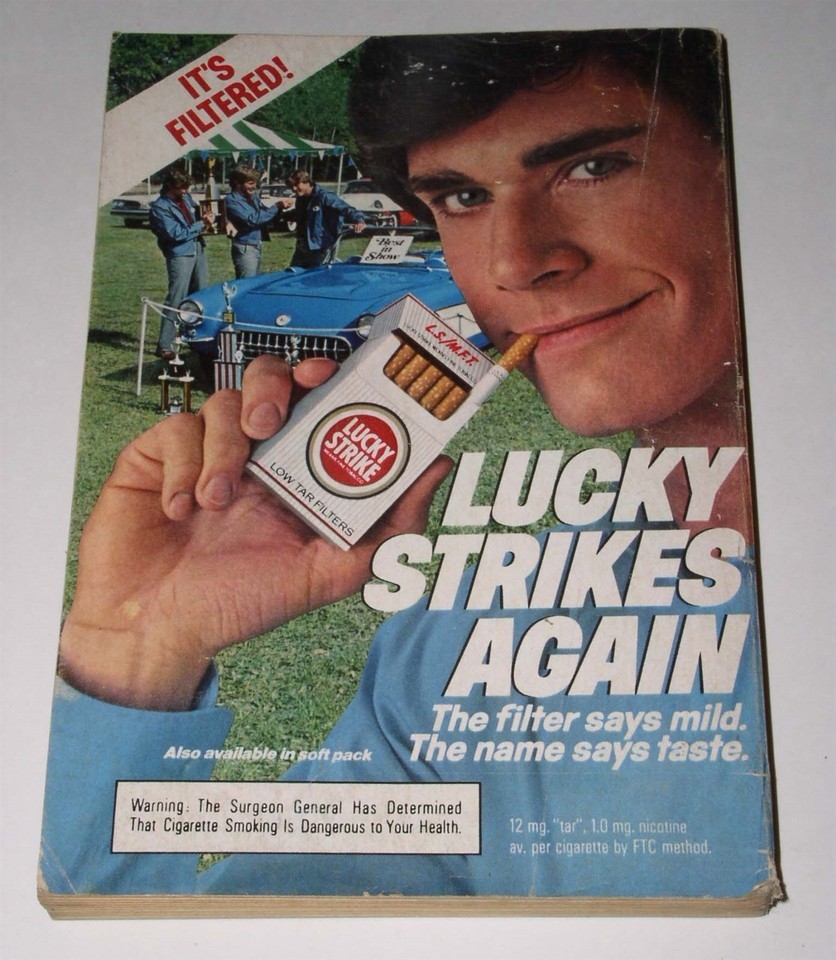 IT'S
FILTERED!
"Best
in
Show"
L.S./M.F.T.
LUCKY
STRIKE
LOW TAR FILTERS
LUCKY
STRIKES
AGAIN
The filter says mild.
The name says taste.
Also available in soft pack
Warning: The Surgeon General Has Determined
That Cigarette Smoking Is Dangerous to Your Health.
12 mg. "tar", 1.0 mg. nicotine
av. per cigarette by FTC method.